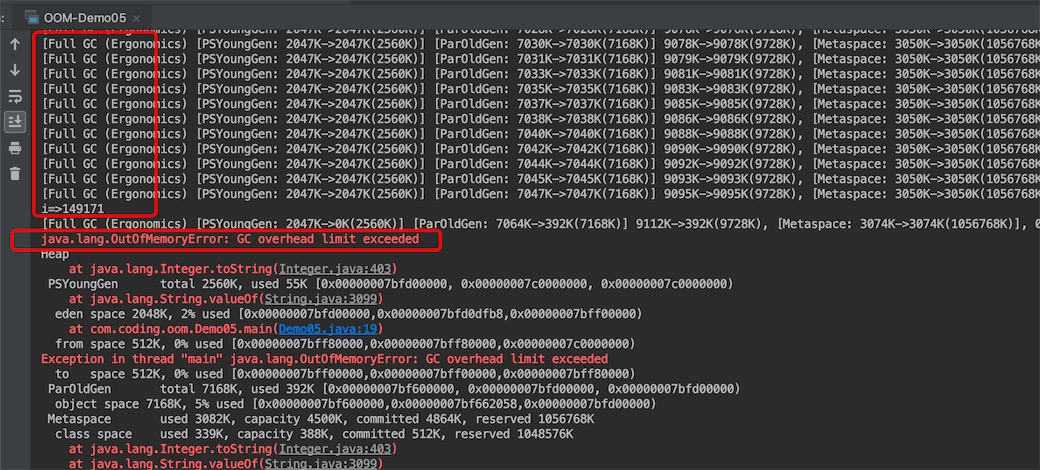 OOM-Demo05
[Full GC (Ergonomics) [PSYoungGen: 2047K->2047K(2560K)] [ParOldGen: 7028K->7028K(7168K)] 9076K->9076K(9728K), [Metaspace: 3050K->3050K(1056768K
[Full GC (Ergonomics) [PSYoungGen: 2047K->2047K(2560K)] [ParOldGen: 7030K->7030K(7168K)] 9078K->9078K(9728K), [Metaspace: 3050K->3050K(1056768K
[Full GC (Ergonomics) [PSYoungGen: 2047K->2047K(2560K)] [ParOldGen: 7031K->7031K(7168K)] 9079K->9079K(9728K), [Metaspace: 3050K->3050K(1056768K
[Full GC (Ergonomics) [PSYoungGen: 2047K->2047K(2560K)] [ParOldGen: 7033K->7033K(7168K)] 9081K->9081K(9728K), [Metaspace: 3050K->3050K(1056768K
[Full GC (Ergonomics) [PSYoungGen: 2047K->2047K(2560K)] [ParOldGen: 7035K->7035K(7168K)] 9083K->9083K(9728K), [Metaspace: 3050K->3050K(1056768K
[Full GC (Ergonomics) [PSYoungGen: 2047K->2047K(2560K)] [ParOldGen: 7037K->7037K(7168K)] 9085K->9085K(9728K), [Metaspace: 3050K->3050K(1056768K
[Full GC (Ergonomics) [PSYoungGen: 2047K->2047K(2560K)] [ParOldGen: 7038K->7038K(7168K)] 9086K->9086K(9728K), [Metaspace: 3050K->3050K(1056768K
[Full GC (Ergonomics) [PSYoungGen: 2047K->2047K(2560K)] [ParOldGen: 7040K->7040K(7168K)] 9088K->9088K(9728K), [Metaspace: 3050K->3050K(1056768K
[Full GC (Ergonomics) [PSYoungGen: 2047K->2047K(2560K)] [ParOldGen: 7042K->7042K(7168K)] 9090K->9090K(9728K), [Metaspace: 3050K->3050K(1056768K
[Full GC (Ergonomics) [PSYoungGen: 2047K->2047K(2560K)] [ParOldGen: 7044K->7044K(7168K)] 9092K->9092K(9728K), [Metaspace: 3050K->3050K(1056768K
[Full GC (Ergonomics) [PSYoungGen: 2047K->2047K(2560K)] [ParOldGen: 7045K->7045K(7168K)] 9093K->9093K(9728K), [Metaspace: 3050K->3050K(1056768K
[Full GC (Ergonomics) [PSYoungGen: 2047K->2047K(2560K)] [ParOldGen: 7047K->7047K(7168K)] 9095K->9095K(9728K), [Metaspace: 3050K->3050K(1056768K
i=>149171
[Full GC (Ergonomics) [PSYoungGen: 2047K->0K(2560K)] [ParOldGen: 7064K->392K(7168K)] 9112K->392K(9728K), [Metaspace: 3074K->3074K(1056768K)], 0
java.lang.OutOfMemoryError: GC overhead limit exceeded
Heap
at java.lang.Integer.toString(Integer.java:403)
PSYoungGen total 2560K, used 55K [0x00000007bfd00000, 0x00000007c0000000, 0x00000007c0000000)
at java.lang.String.valueOf(String.java:3099)
eden space 2048K, 2% used [0x00000007bfd00000,0x00000007bfd0dfb8,0x00000007bff00000)
at com.coding.oom.Demo05.main(Demo05.java:19)
from space 512K, 0% used [0x00000007bff80000,0x00000007bff80000,0x00000007c0000000)
Exception in thread "main" java.lang.OutOfMemoryError: GC overhead limit exceeded
to space 512K, 0% used [0x00000007bff00000,0x00000007bff00000,0x00000007bff80000)
ParOldGen total 7168K, used 392K [0x00000007bf600000, 0x00000007bfd00000, 0x00000007bfd00000)
object space 7168K, 5% used [0x00000007bf600000,0x00000007bf662058,0x00000007bfd00000)
Metaspace used 3082K, capacity 4500K, committed 4864K, reserved 1056768K
class space used 339K, capacity 388K, committed 512K, reserved 1048576K
at java.lang.Integer.toString(Integer.java:403)
at java.lang.String.valueOf(String.java:3099)